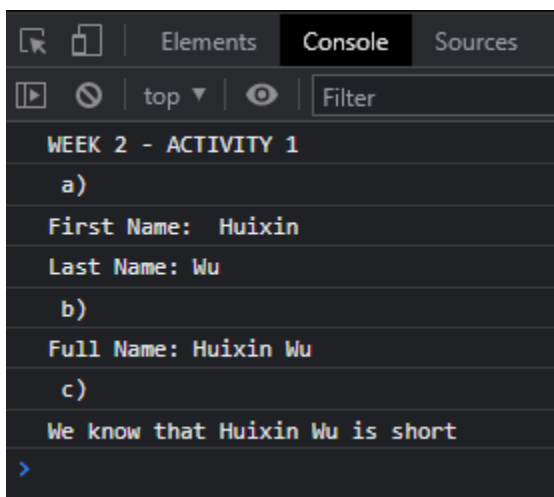 Elements Console Sources
top ▼ Filter
WEEK 2 - ACTIVITY 1
a)
First Name:  Huixin
Last Name: Wu
b)
Full Name: Huixin Wu
c)
We know that Huixin Wu is short
>